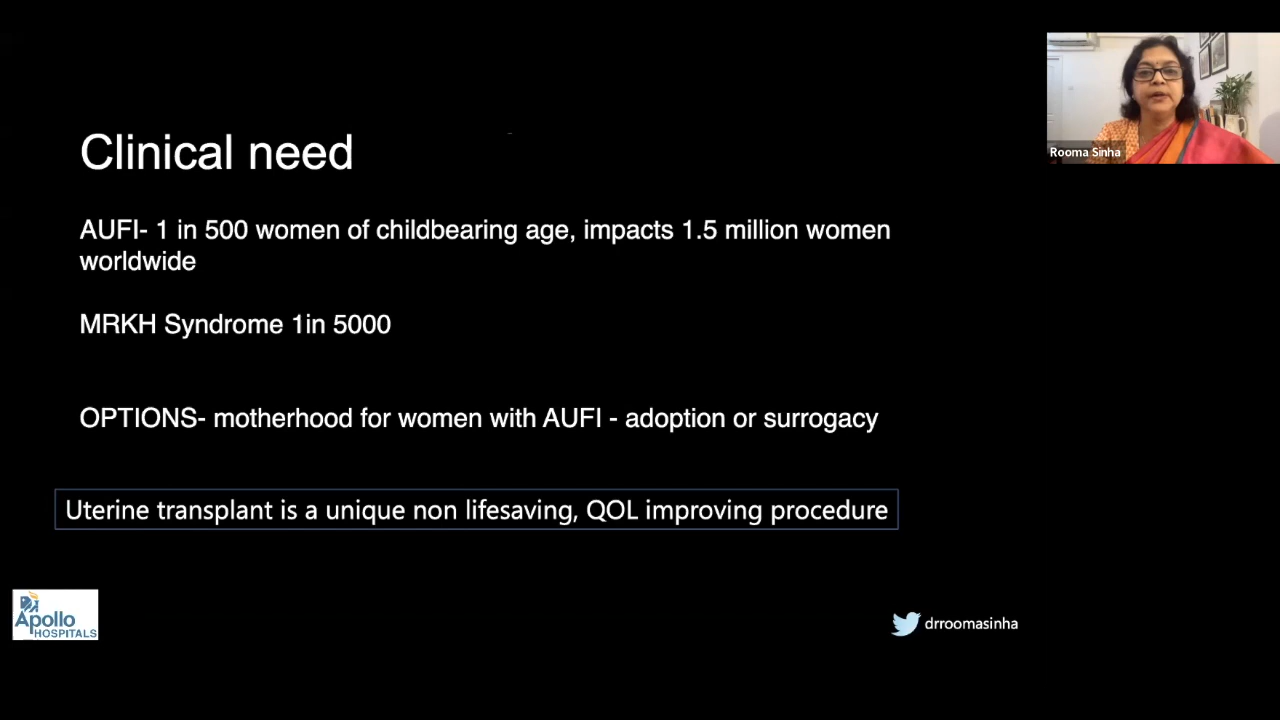 Clinical need
AUFI- 1 in 500 women of childbearing age, impacts 1.5 million women
worldwide
MRKH Syndrome 1in 5000
OPTIONS- motherhood for women with AUFI - adoption or surrogacy
Uterine transplant is a unique non lifesaving, QOL improving procedure
Apollo
HOSPITALS
drroomasinha
Rooma Sinha